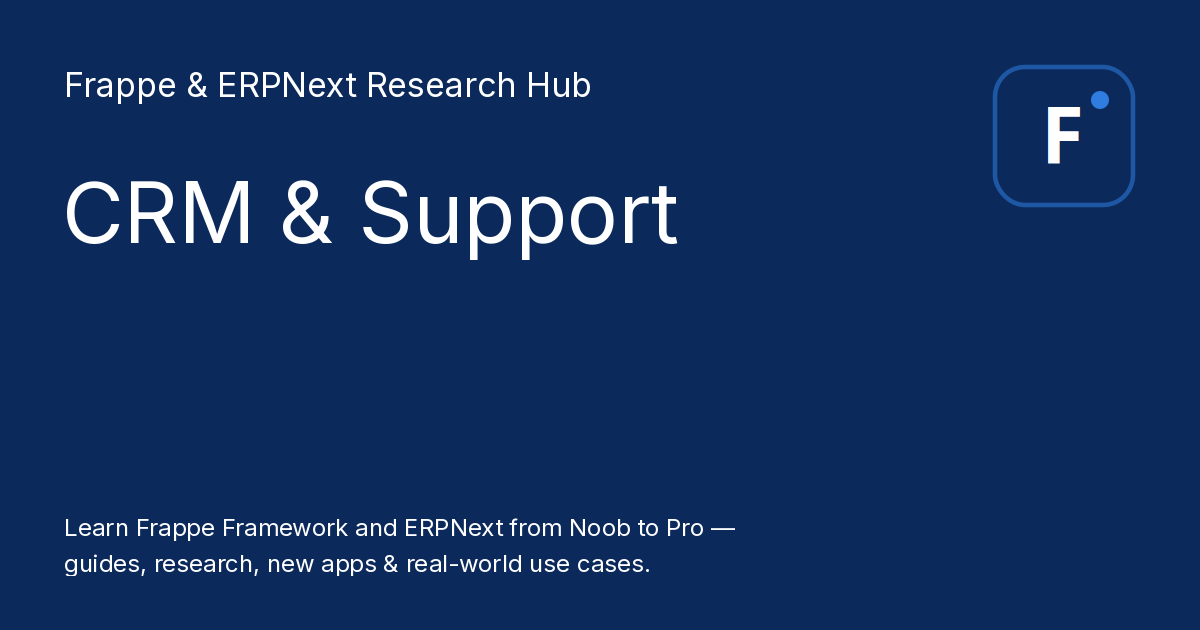 Frappe & ERPNext Research Hub
F
CRM & Support
Learn Frappe Framework and ERPNext from Noob to Pro —
guides, research, new apps & real-world use cases.